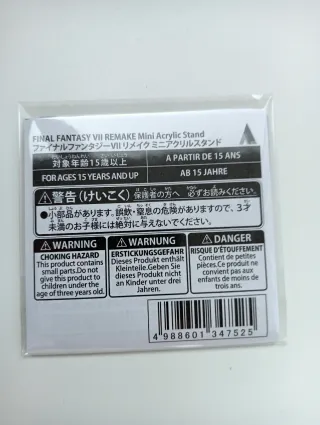 FINAL FANTASY VII REMAKE Mini Acrylic Stand
ファイナルファンタジーVII リメイク ミニアクリルスタンド
対象年齢15歳以上
A PARTIR DE 15 ANS
FOR AGES 15 YEARS AND UP
AB 15 JAHRE
警告(けいこく) 保護者の方へ 必ずお読みください。
●小部品があります。誤飲・窒息の危険がありますので、3才
未満のお子様には絶対に与えないでください。
WARNING
CHOKING HAZARD
This product contains
small parts.Do not
give this product to
children under the
age of three years old.
WARNUNG
ERSTICKUNGSGEFAHR
Dieses Produkt enthält
Kleinteile.Geben Sie
dieses Produkt nicht
an Kinder unter drei
Jahren.
DANGER
RISQUE D'ÉTOUFFEMENT
Contient de petites
pièces.Ce produit ne
convient pas aux
enfants de moins de
trois ans.
4 988601 347525